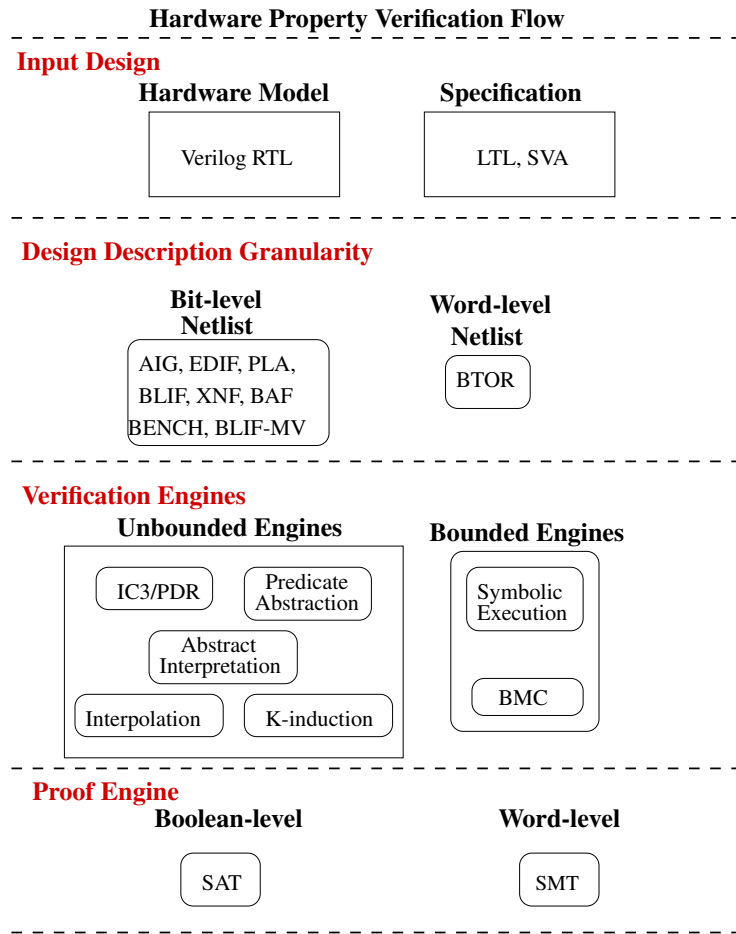 Hardware Property Verification Flow
Input Design
Hardware Model
Specification
Verilog RTL
LTL, SVA
Design Description Granularity
Bit-level
Netlist
Word-level
Netlist
AIG, EDIF, PLA,
BLIF, XNF, BAF
BENCH, BLIF-MV
BTOR
Verification Engines
Unbounded Engines
Bounded Engines
IC3/PDR
Predicate
Abstraction
Abstract
Interpretation
Interpolation
K-induction
Symbolic
Execution
BMC
Proof Engine
Boolean-level
Word-level
SAT
SMT